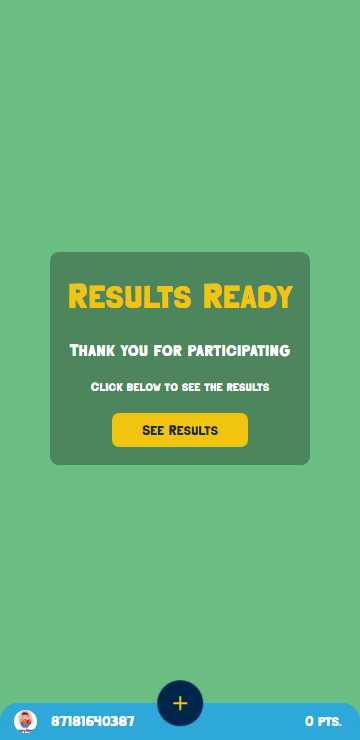 Results Ready
Thank you for participating
Click below to see the results
See Results
+
87181640387
0 pts.